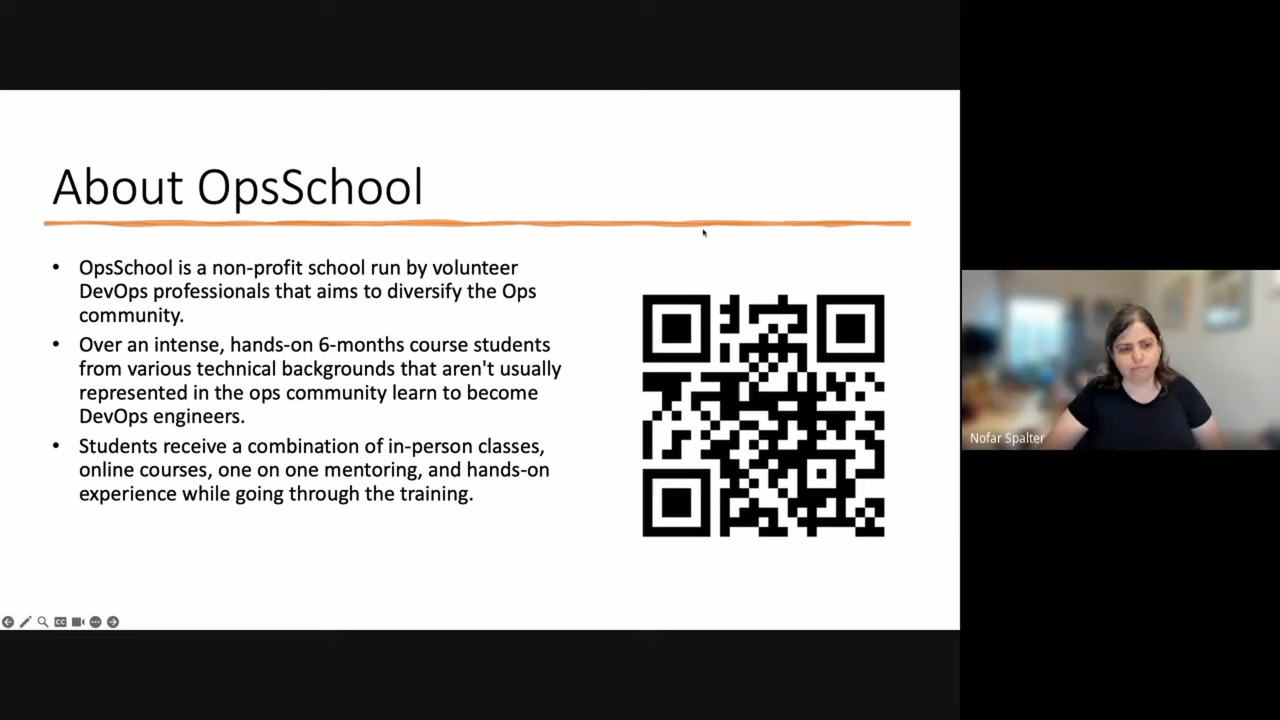 About OpsSchool
• OpsSchool is a non-profit school run by volunteer
DevOps professionals that aims to diversify the Ops
community.
• Over an intense, hands-on 6-months course students
from various technical backgrounds that aren't usually
represented in the ops community learn to become
DevOps engineers.
• Students receive a combination of in-person classes,
online courses, one on one mentoring, and hands-on
experience while going through the training.
CC
Nofar Spalter